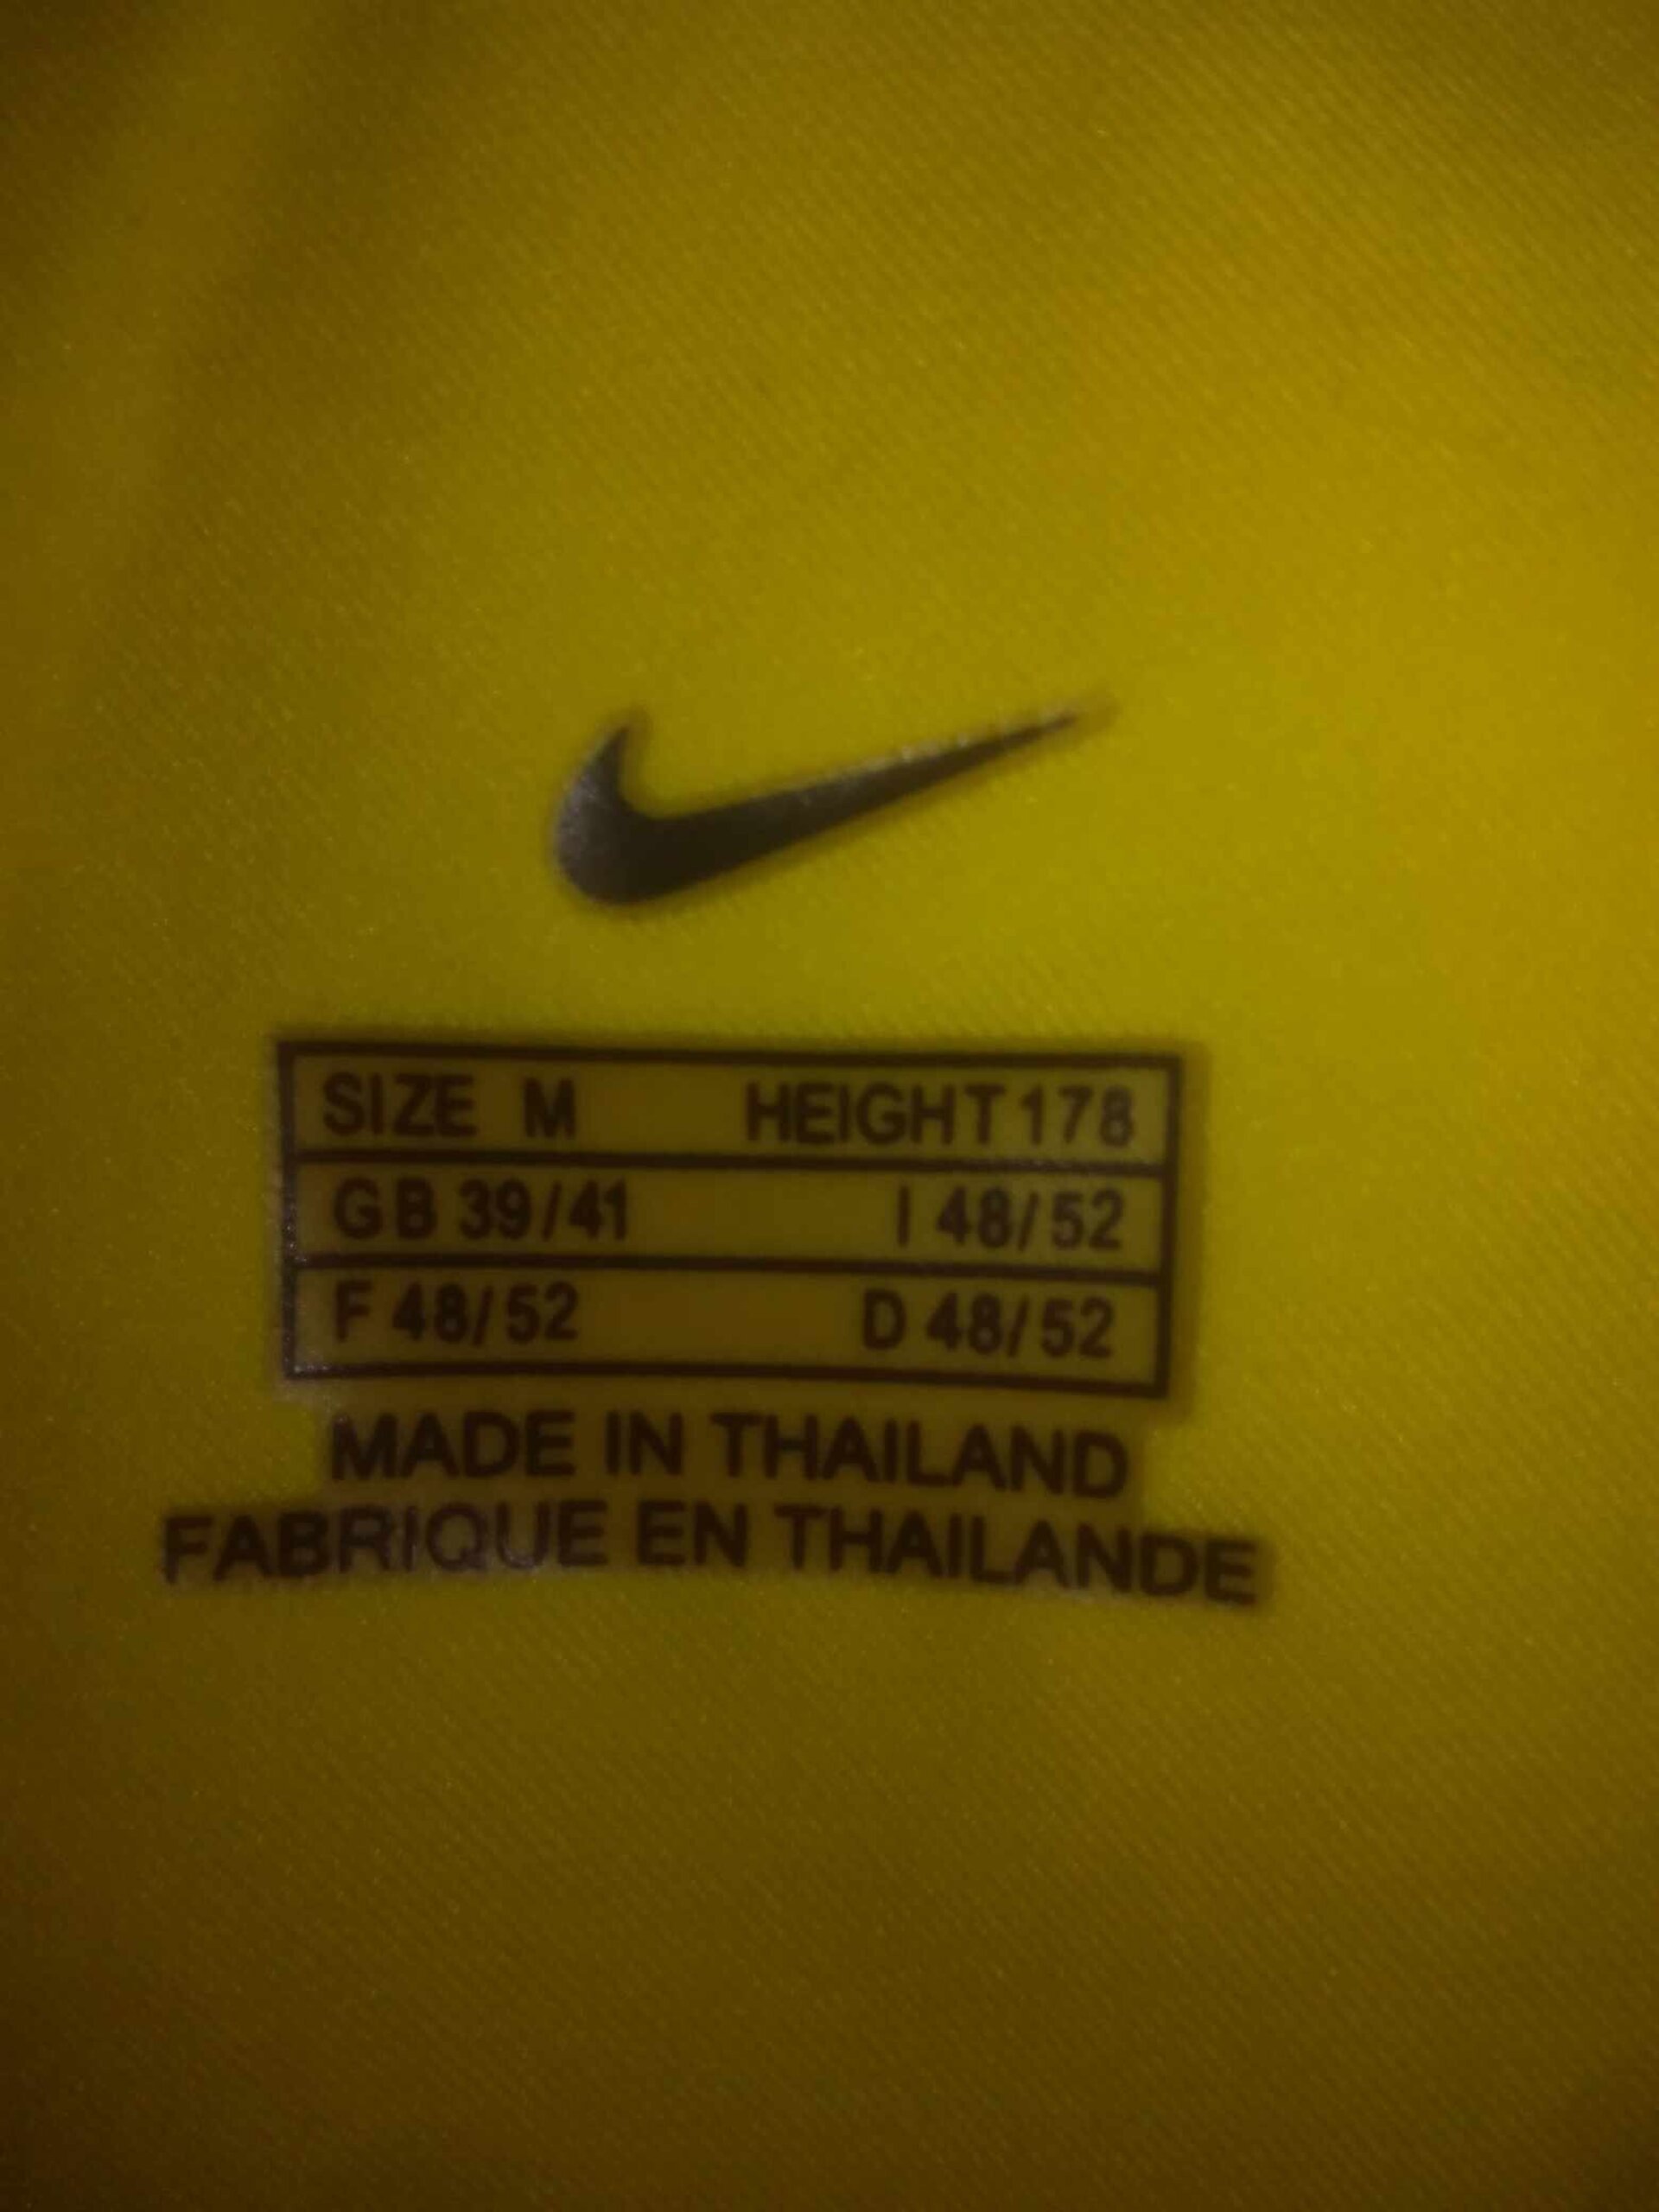 SIZE M HEIGHT 178
GB 39/41 I 48/52
F 48/52 D 48/52
MADE IN THAILAND
FABRIQUE EN THAILANDE